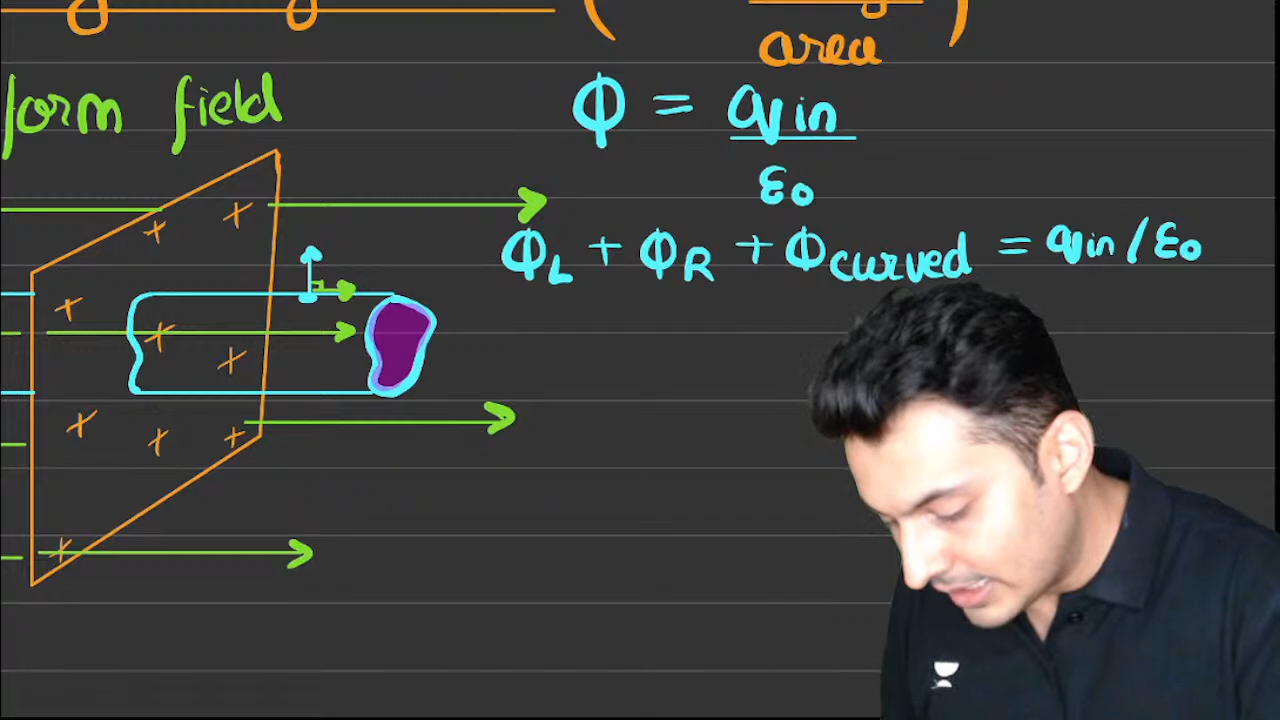 area
form field
Φ = qin
ε0
ΦL + ΦR + Φcurved = qin/ε0